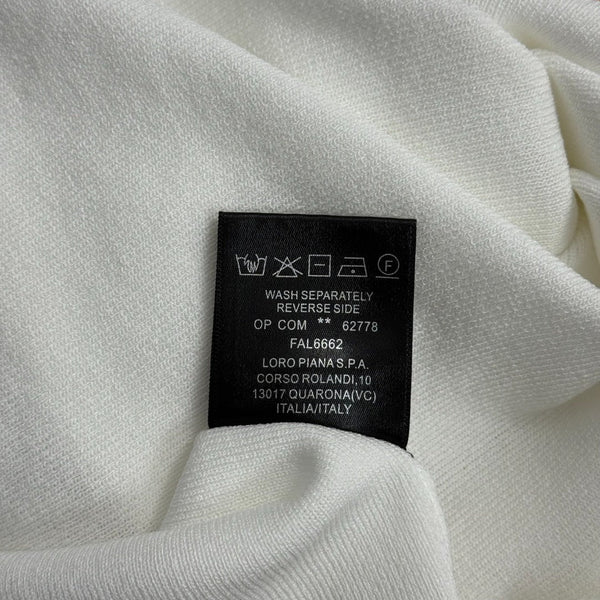 F
WASH SEPARATELY
REVERSE SIDE
OP COM ** 62778
FAL6662
LORO PIANA S.P.A.
CORSO ROLANDI,10
13017 QUARONA(VC)
ITALIA/ITALY